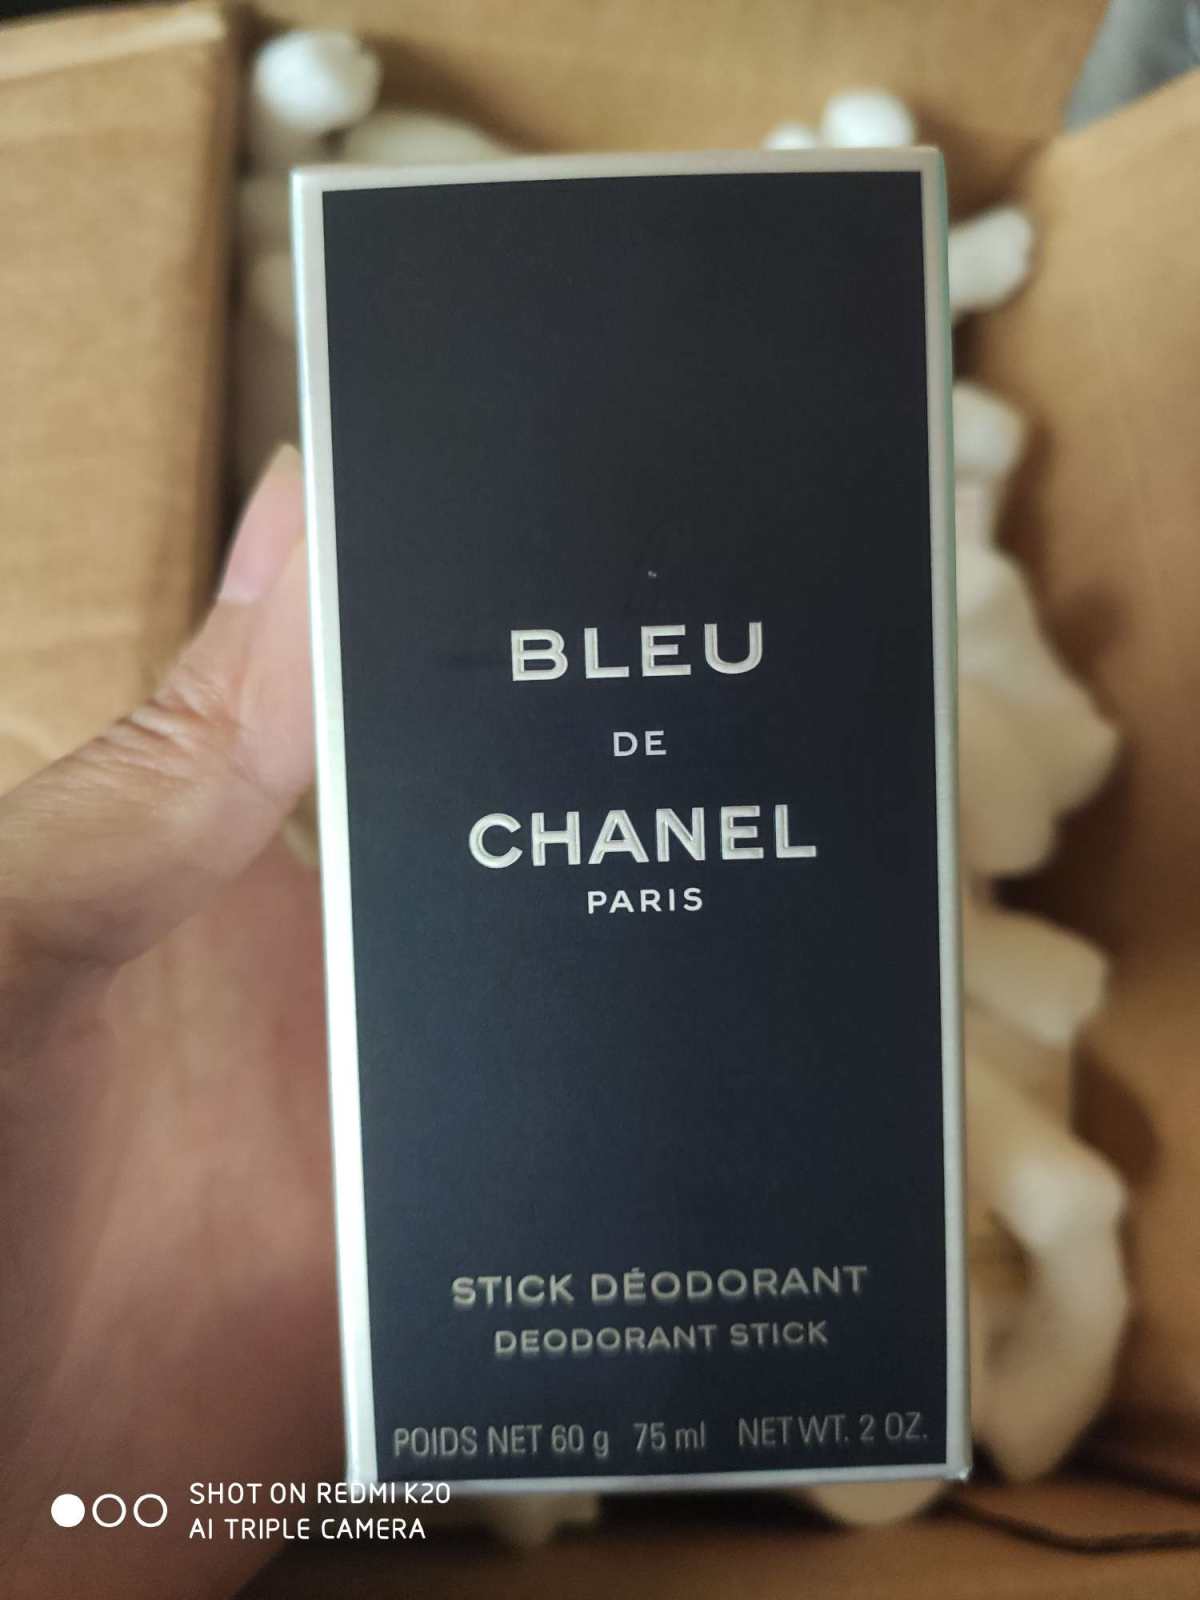 BLEU
DE
CHANEL
PARIS
STICK DÉODORANT
DEODORANT STICK
POIDS NET 60 g 75 ml NET WT. 2 OZ.
SHOT ON REDMI K20
AI TRIPLE CAMERA